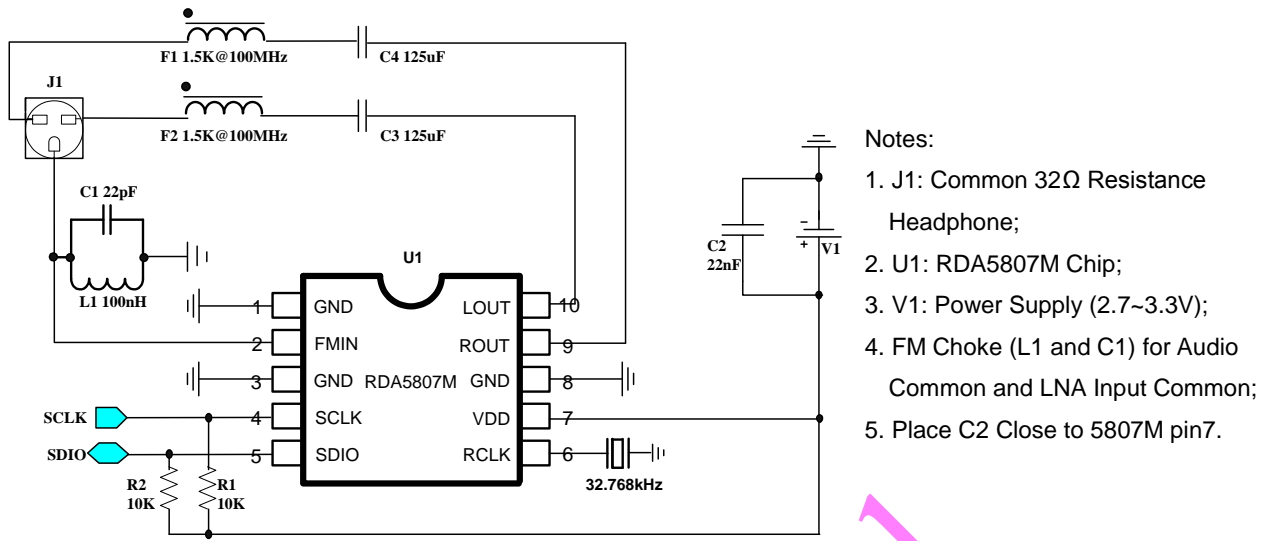 F1 1.5K@100MHz
C4 125uF
J1
F2 1.5K@100MHz
C3 125uF
C1 22pF
L1 100nH
U1
1
GND
LOUT
10
2
FMIN
ROUT
9
3
GND
RDA5807M
GND
8
SCLK
4
SCLK
VDD
7
SDIO
5
SDIO
RCLK
6
R2
10K
R1
10K
32.768kHz
C2
22nF
−
+
V1
Notes:
1. J1: Common 32Ω Resistance
Headphone;
2. U1: RDA5807M Chip;
3. V1: Power Supply (2.7~3.3V);
4. FM Choke (L1 and C1) for Audio
Common and LNA Input Common;
5. Place C2 Close to 5807M pin7.